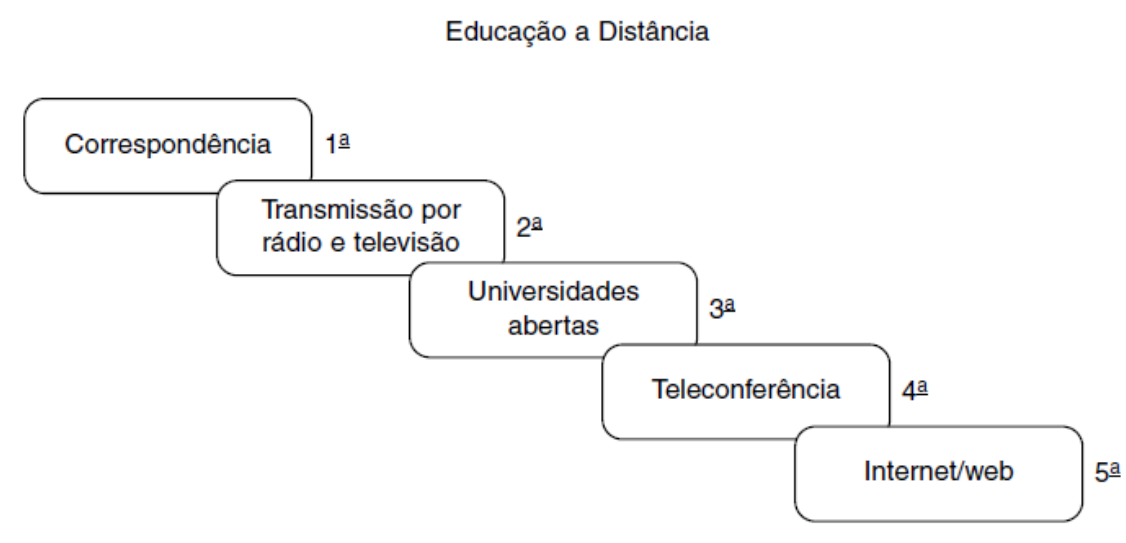 Educação a Distância
Correspondência 1ª
Transmissão por
rádio e televisão 2ª
Universidades
abertas 3ª
Teleconferência 4ª
Internet/web 5ª